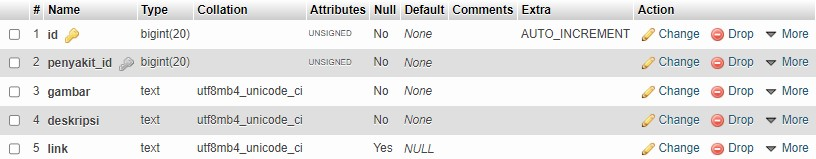 # Name Type Collation Attributes Null Default Comments Extra Action
1 id bigint(20) UNSIGNED No None AUTO_INCREMENT Change Drop More
2 penyakit_id bigint(20) UNSIGNED No None Change Drop More
3 gambar text utf8mb4_unicode_ci No None Change Drop More
4 deskripsi text utf8mb4_unicode_ci No None Change Drop More
5 link text utf8mb4_unicode_ci Yes NULL Change Drop More